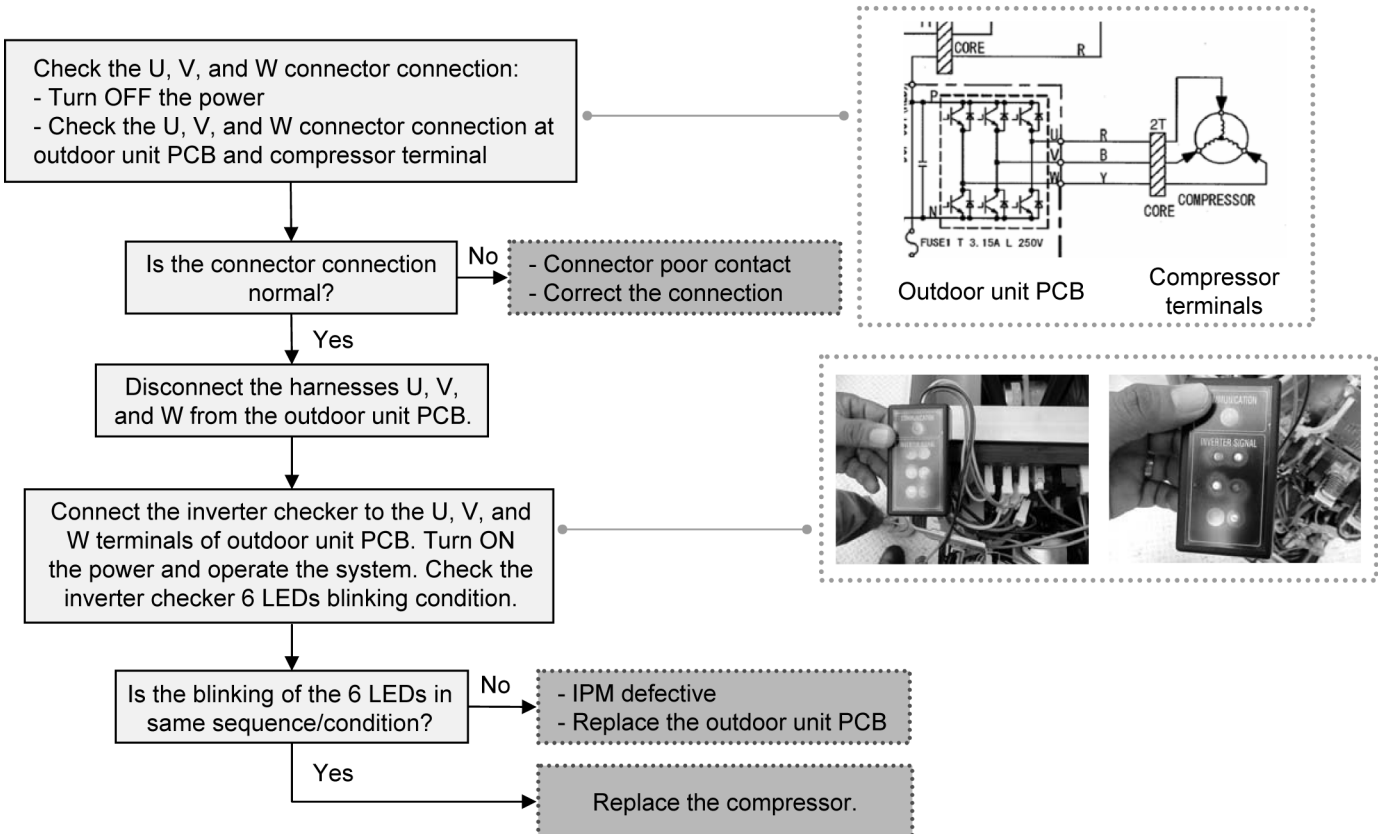 Check the U, V, and W connector connection:
- Turn OFF the power
- Check the U, V, and W connector connection at
outdoor unit PCB and compressor terminal
CORE
R
P
U
R
2T
V
B
W
Y
N
CORE
COMPRESSOR
FUSE1 T 3.15A L 250V
Outdoor unit PCB
Compressor
terminals
Is the connector connection
normal?
No
- Connector poor contact
- Correct the connection
Yes
Disconnect the harnesses U, V,
and W from the outdoor unit PCB.
COMMUNICATION
INVERTER SIGNAL
MUNICATION
INVERTER SIGNAL
Connect the inverter checker to the U, V, and
W terminals of outdoor unit PCB. Turn ON
the power and operate the system. Check the
inverter checker 6 LEDs blinking condition.
Is the blinking of the 6 LEDs in
same sequence/condition?
No
- IPM defective
- Replace the outdoor unit PCB
Yes
Replace the compressor.